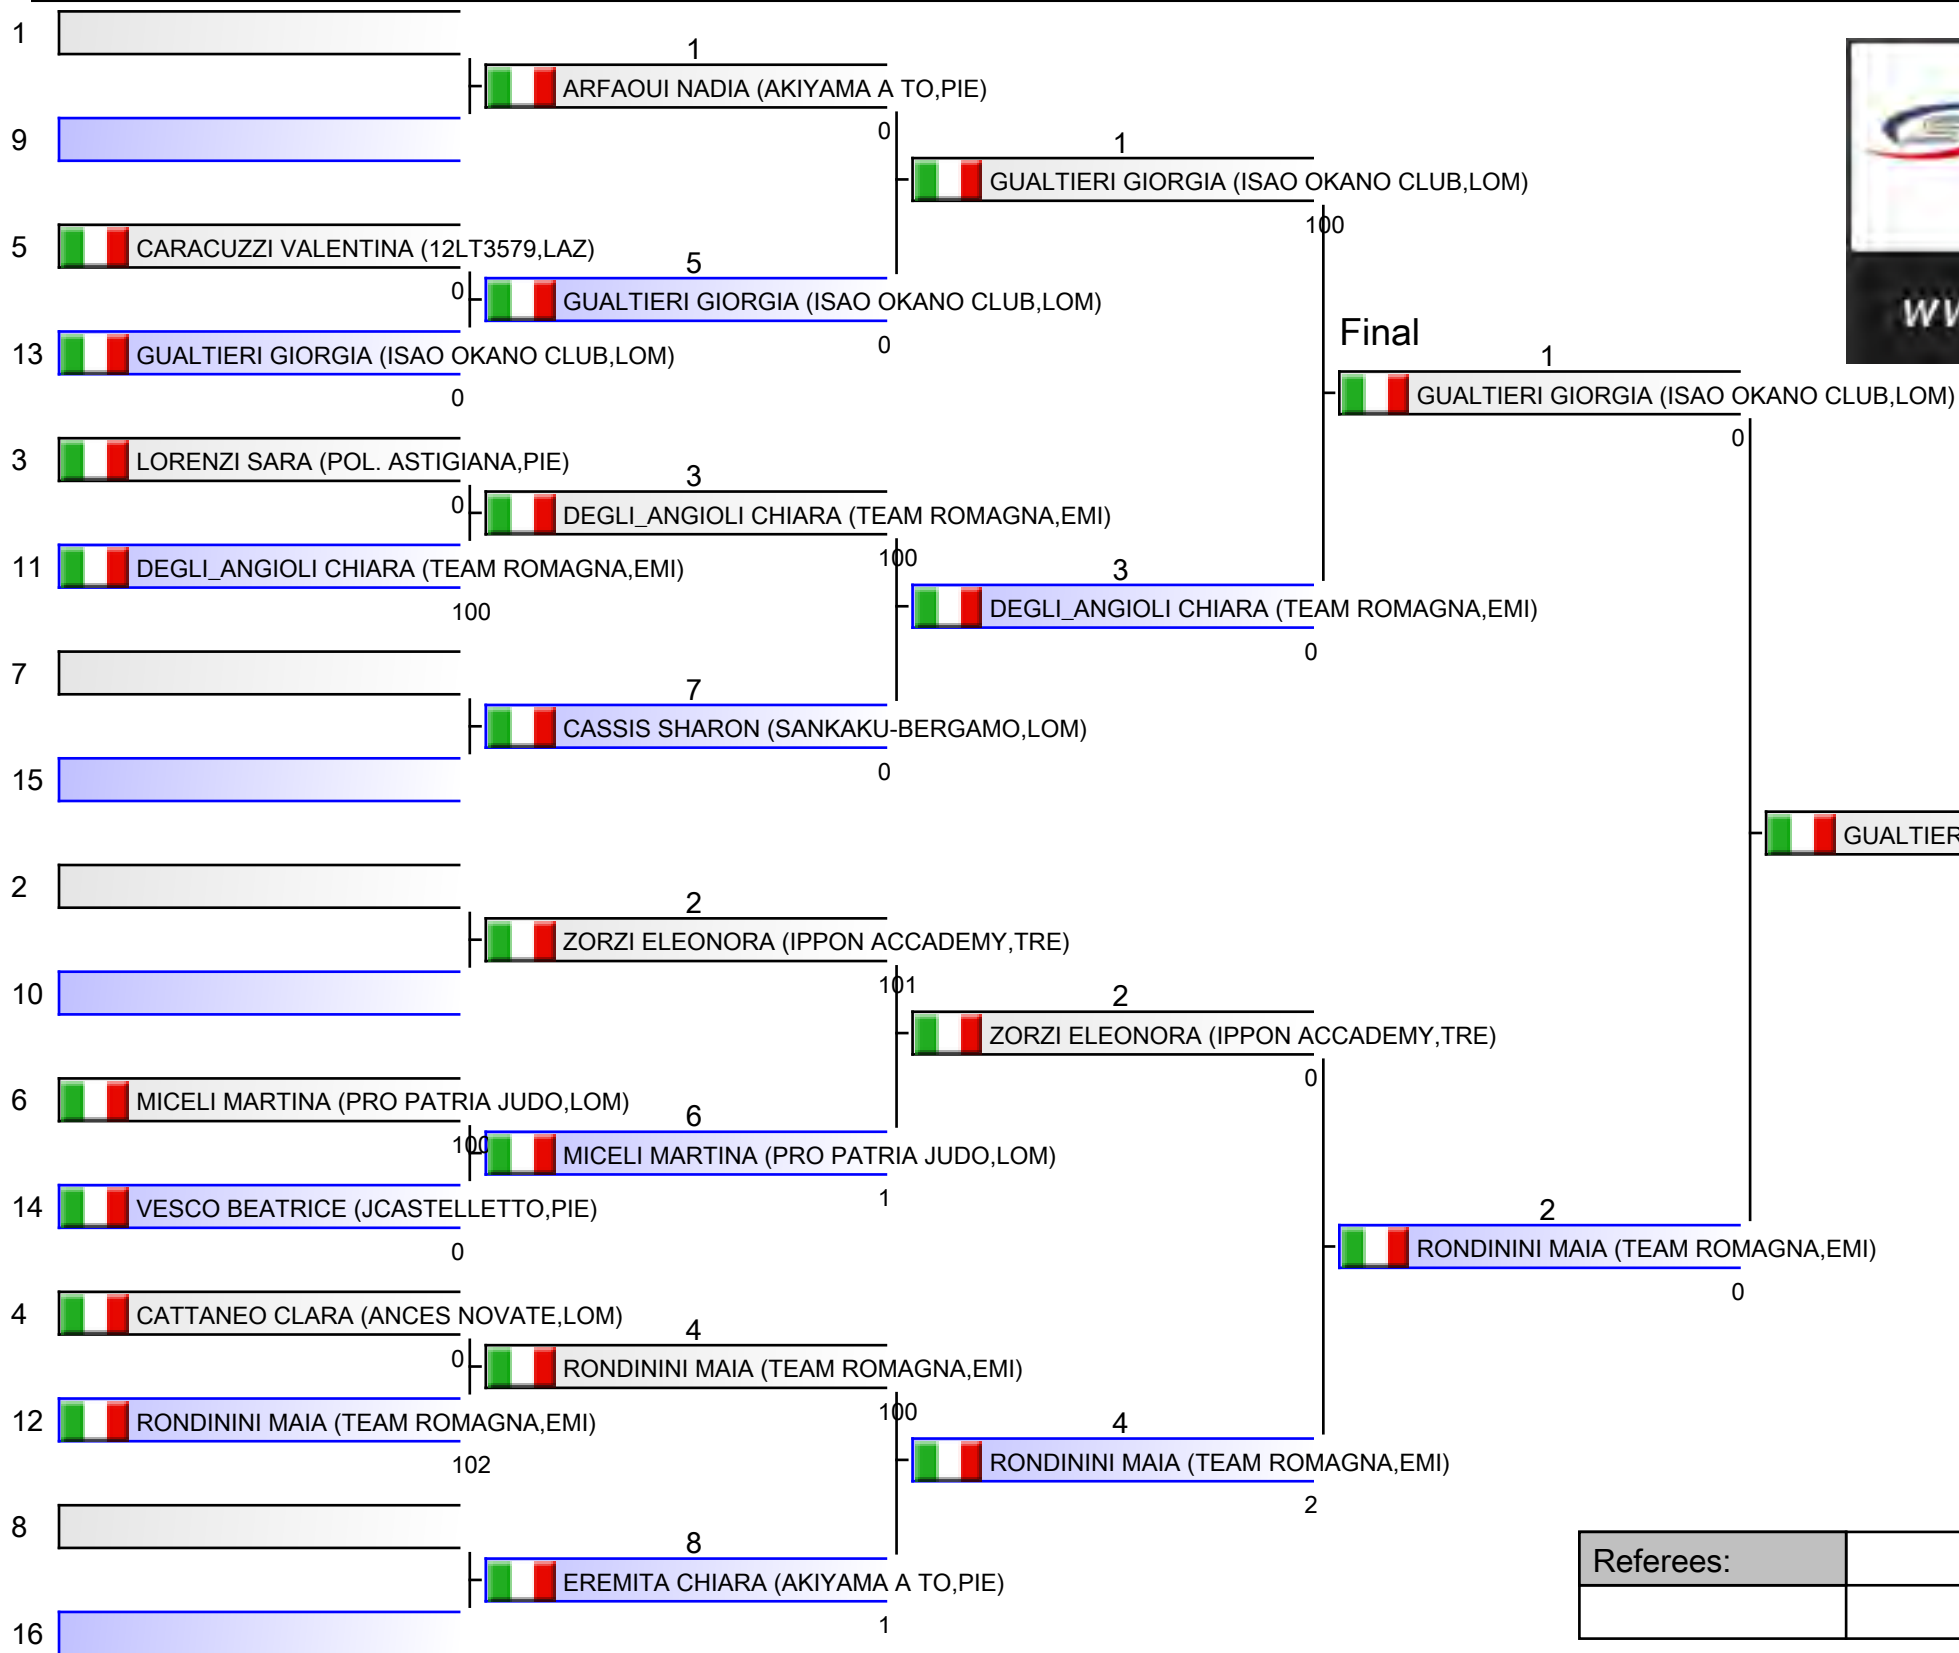 1
9
5 CARACUZZI VALENTINA (12LT3579,LAZ)
0
13 GUALTIERI GIORGIA (ISAO OKANO CLUB,LOM)
0
3 LORENZI SARA (POL. ASTIGIANA,PIE)
0
11 DEGLI_ANGIOLI CHIARA (TEAM ROMAGNA,EMI)
100
7
15
2
10
6 MICELI MARTINA (PRO PATRIA JUDO,LOM)
100
14 VESCO BEATRICE (JCASTELLETTO,PIE)
0
4 CATTANEO CLARA (ANCES NOVATE,LOM)
0
12 RONDININI MAIA (TEAM ROMAGNA,EMI)
102
8
16
1
ARFAOUI NADIA (AKIYAMA A TO,PIE)
0
5
GUALTIERI GIORGIA (ISAO OKANO CLUB,LOM)
0
3
DEGLI_ANGIOLI CHIARA (TEAM ROMAGNA,EMI)
100
7
CASSIS SHARON (SANKAKU-BERGAMO,LOM)
0
2
ZORZI ELEONORA (IPPON ACCADEMY,TRE)
101
6
MICELI MARTINA (PRO PATRIA JUDO,LOM)
1
4
RONDININI MAIA (TEAM ROMAGNA,EMI)
100
8
EREMITA CHIARA (AKIYAMA A TO,PIE)
1
1
GUALTIERI GIORGIA (ISAO OKANO CLUB,LOM)
100
3
DEGLI_ANGIOLI CHIARA (TEAM ROMAGNA,EMI)
0
2
ZORZI ELEONORA (IPPON ACCADEMY,TRE)
0
4
RONDININI MAIA (TEAM ROMAGNA,EMI)
2
Final
1
GUALTIERI GIORGIA (ISAO OKANO CLUB,LOM)
0
2
RONDININI MAIA (TEAM ROMAGNA,EMI)
0
GUALTIER
Referees: